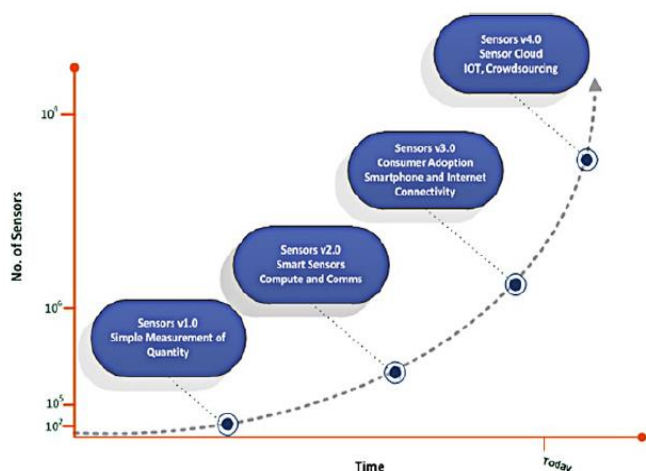 Sensors v4.0
Sensor Cloud
IOT, Crowdsourcing
Sensors v3.0
Consumer Adoption
Smartphone and Internet
Connectivity
Sensors v2.0
Smart Sensors
Compute and Comms
Sensors v1.0
Simple Measurement of
Quantity
No. of Sensors
10⁶
10⁵
10²
Time
Today